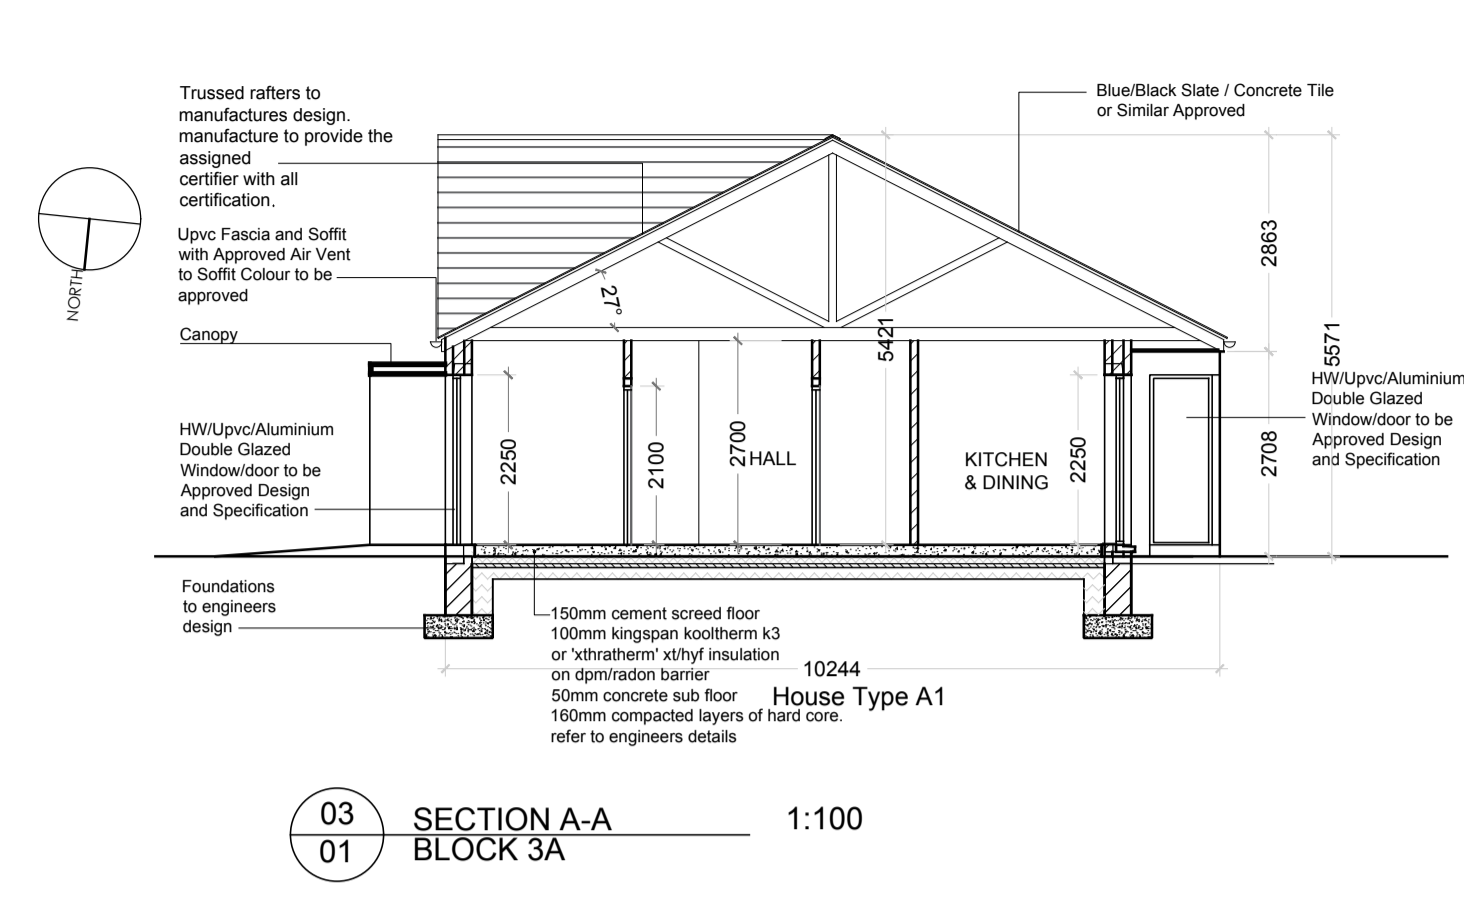 Trussed rafters to
manufactures design.
manufacture to provide the
assigned
certifier with all
certification.
Upvc Fascia and Soffit
with Approved Air Vent
to Soffit Colour to be
approved
Canopy
HW/Upvc/Aluminium
Double Glazed
Window/door to be
Approved Design
and Specification
Foundations
to engineers
design
NORTH
Blue/Black Slate / Concrete Tile
or Similar Approved
27°
2250
2100
2700
HALL
5421
KITCHEN
& DINING
2250
2863
2708
5571
HW/Upvc/Aluminium
Double Glazed
Window/door to be
Approved Design
and Specification
150mm cement screed floor
100mm kingspan kooltherm k3
or 'xthratherm' xt/hyf insulation
on dpm/radon barrier
50mm concrete sub floor
160mm compacted layers of hard core.
refer to engineers details
10244
House Type A1
03
01
SECTION A-A
BLOCK 3A
1:100